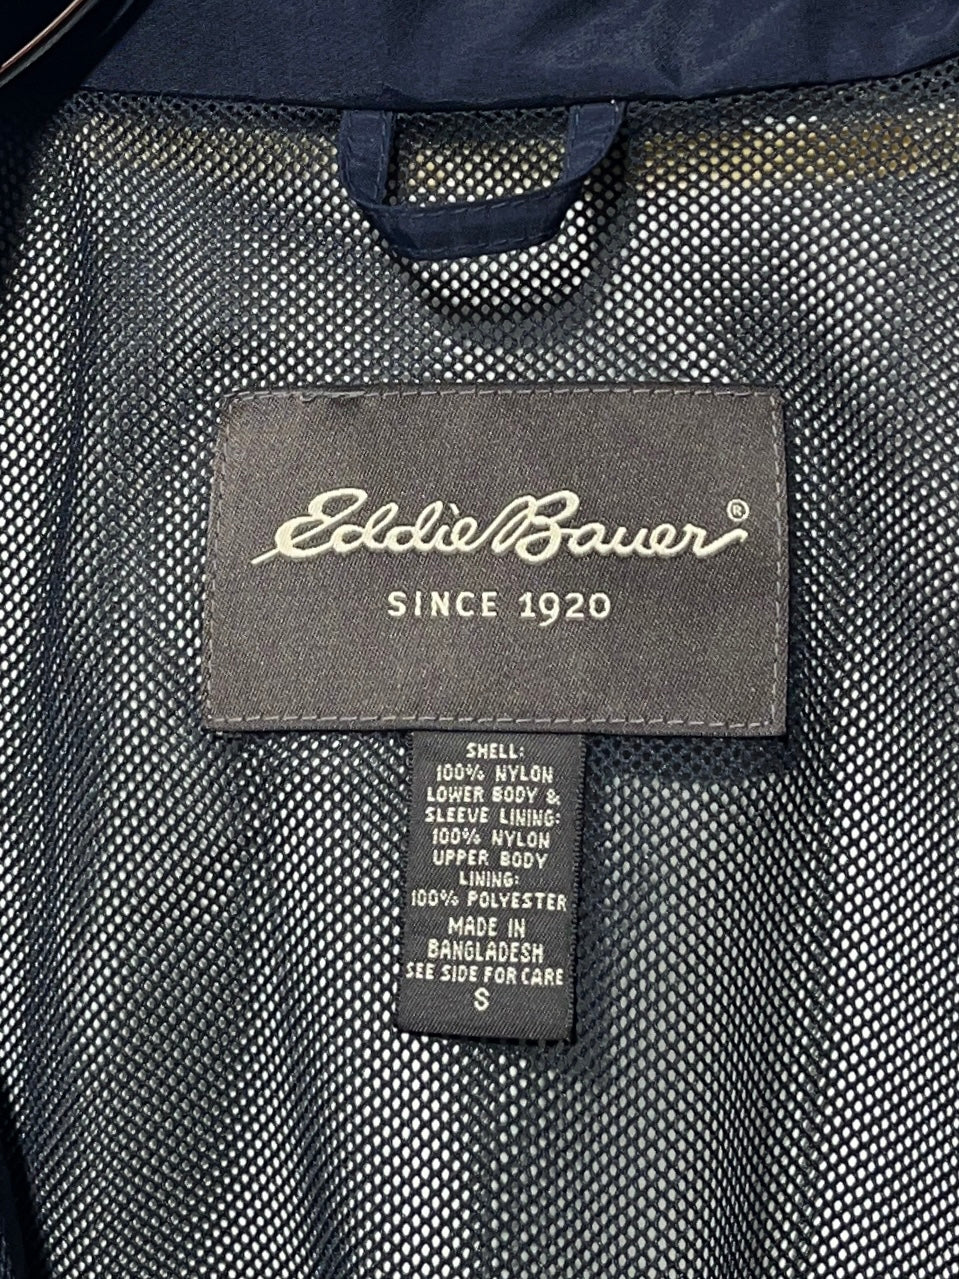 Eddie Bauer®
SINCE 1920
SHELL:
100% NYLON
LOWER BODY &
SLEEVE LINING:
100% NYLON
UPPER BODY
LINING:
100% POLYESTER
MADE IN
BANGLADESH
SEE SIDE FOR CARE
S